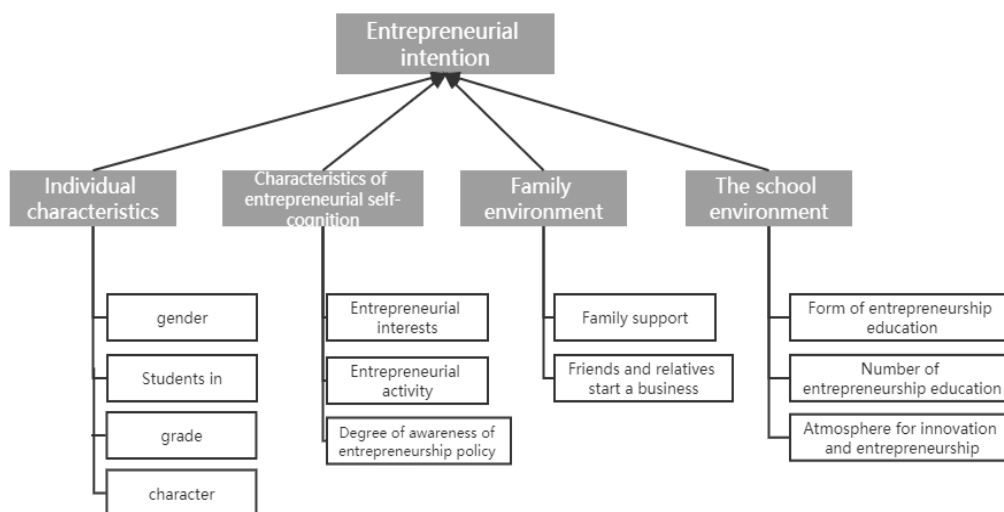 Entrepreneurial
intention
Individual
characteristics
Characteristics of
entrepreneurial self-
cognition
Family
environment
The school
environment
gender
Students in
grade
character
Entrepreneurial
interests
Entrepreneurial
activity
Degree of awareness of
entrepreneurship policy
Family support
Friends and relatives
start a business
Form of entrepreneurship
education
Number of
entrepreneurship education
Atmosphere for innovation
and entrepreneurship